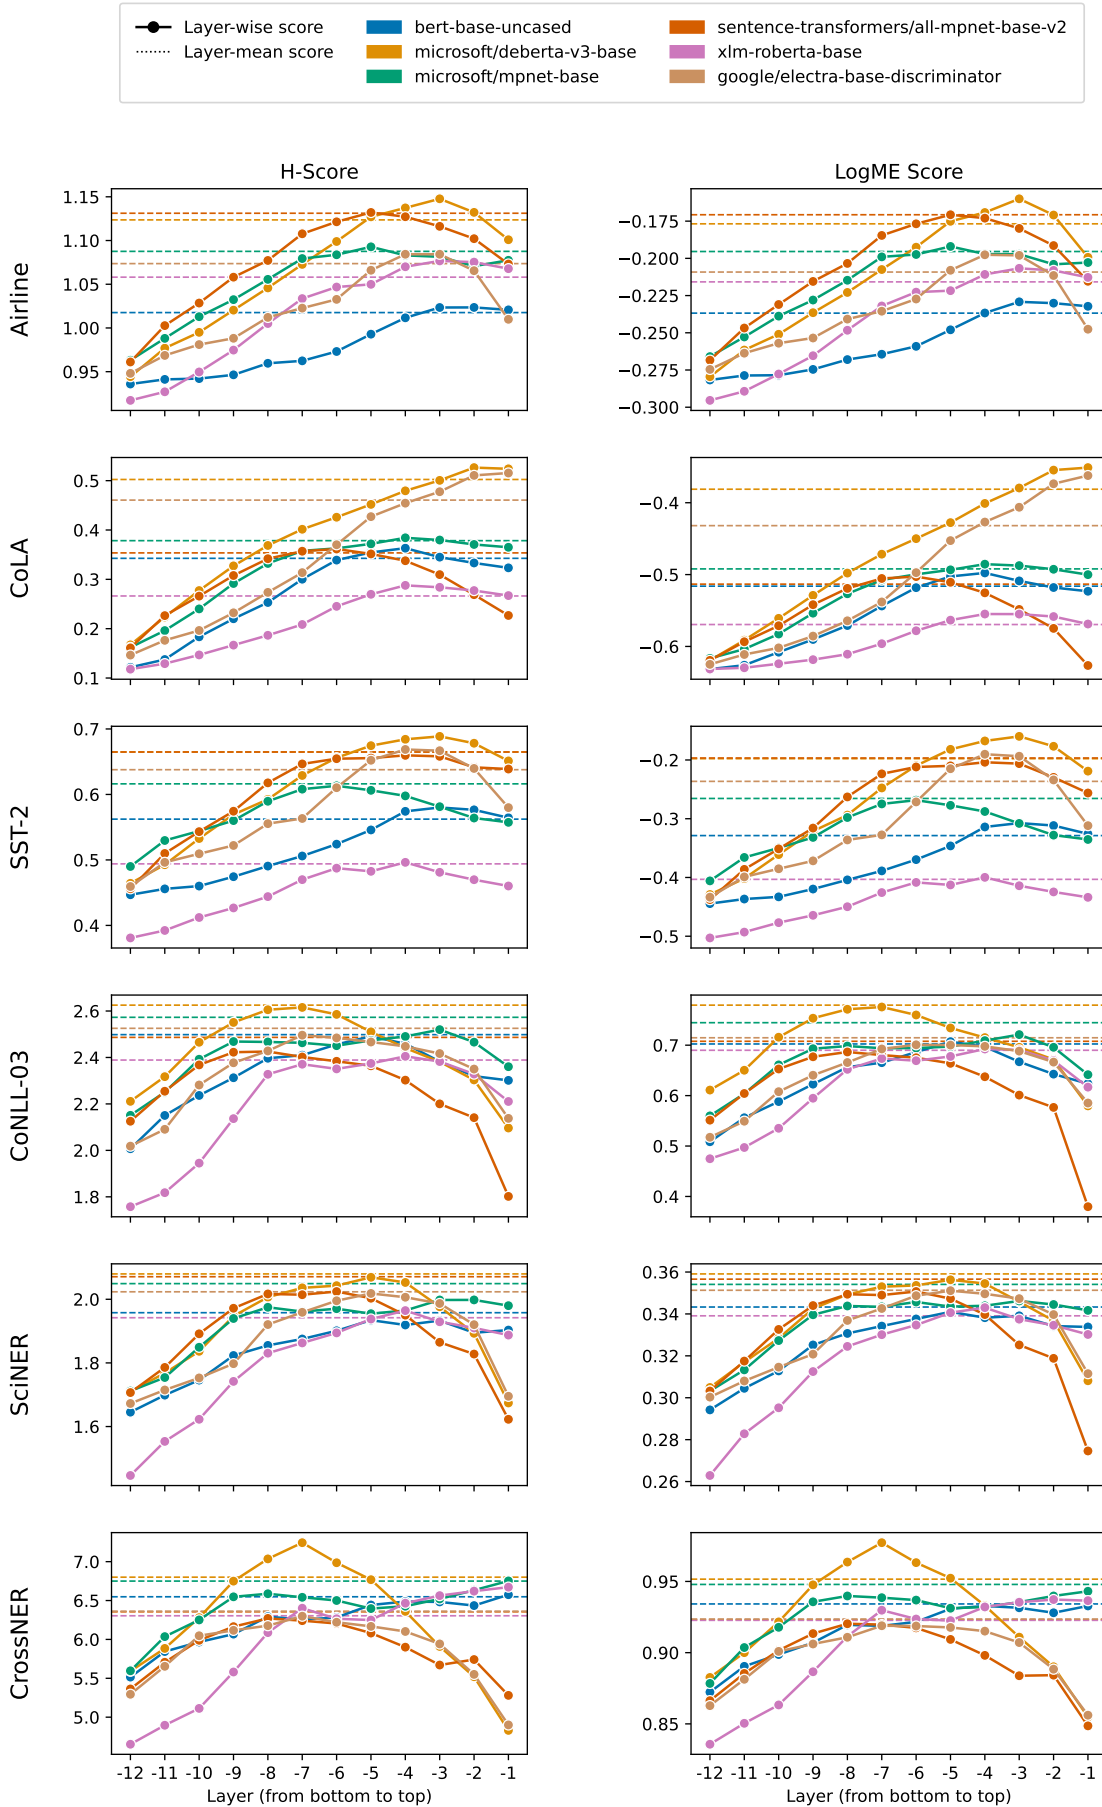 Layer-wise score
Layer-mean score
bert-base-uncased
microsoft/deberta-v3-base
microsoft/mpnet-base
sentence-transformers/all-mpnet-base-v2
xlm-roberta-base
google/electra-base-discriminator
H-Score
LogME Score
Airline
1.15
1.10
1.05
1.00
0.95
−0.175
−0.200
−0.225
−0.250
−0.275
−0.300
CoLA
0.5
0.4
0.3
0.2
0.1
−0.4
−0.5
−0.6
SST-2
0.7
0.6
0.5
0.4
−0.2
−0.3
−0.4
−0.5
CoNLL-03
2.6
2.4
2.2
2.0
1.8
0.7
0.6
0.5
0.4
SciNER
2.0
1.8
1.6
0.36
0.34
0.32
0.30
0.28
0.26
CrossNER
7.0
6.5
6.0
5.5
5.0
0.95
0.90
0.85
-12 -11 -10 -9 -8 -7 -6 -5 -4 -3 -2 -1
Layer (from bottom to top)
-12 -11 -10 -9 -8 -7 -6 -5 -4 -3 -2 -1
Layer (from bottom to top)